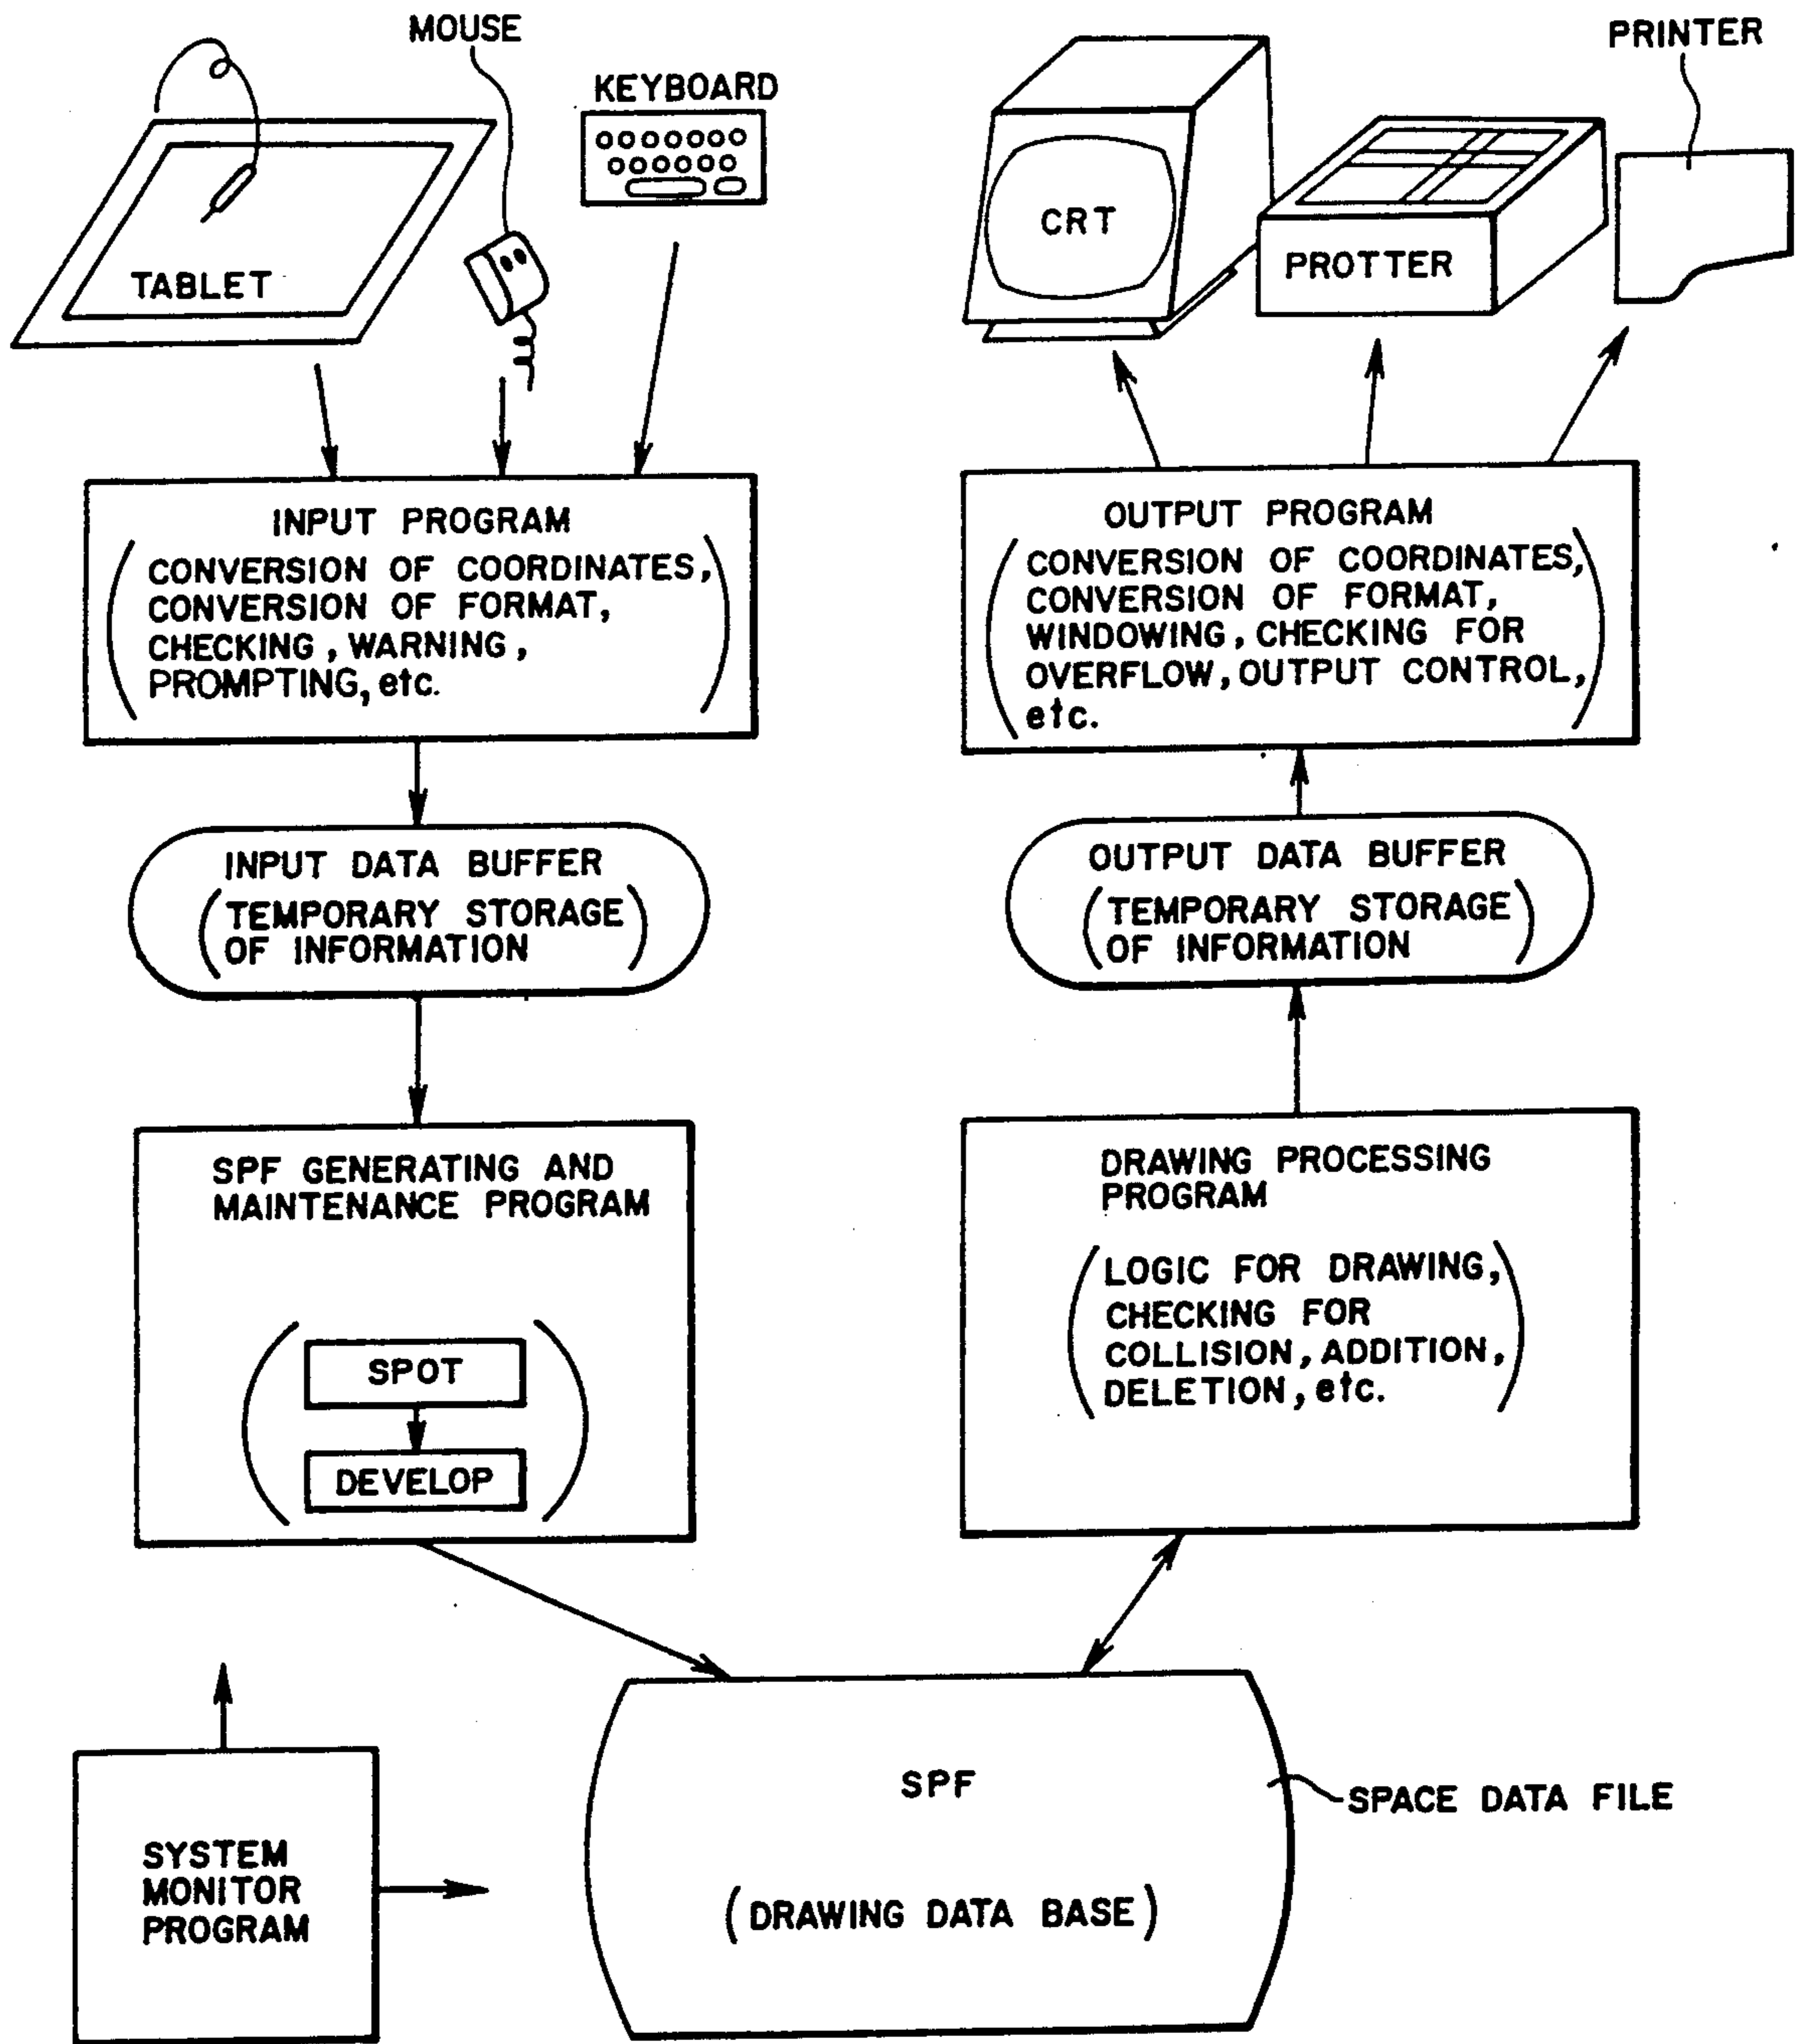 MOUSE
KEYBOARD
TABLET
PRINTER
CRT
PROTTER
INPUT PROGRAM
(CONVERSION OF COORDINATES,
CONVERSION OF FORMAT,
CHECKING, WARNING,
PROMPTING, etc.)
OUTPUT PROGRAM
(CONVERSION OF COORDINATES,
CONVERSION OF FORMAT,
WINDOWING, CHECKING FOR
OVERFLOW, OUTPUT CONTROL,
etc.)
INPUT DATA BUFFER
(TEMPORARY STORAGE
OF INFORMATION)
OUTPUT DATA BUFFER
(TEMPORARY STORAGE
OF INFORMATION)
SPF GENERATING AND
MAINTENANCE PROGRAM
(SPOT
DEVELOP)
DRAWING PROCESSING
PROGRAM
(LOGIC FOR DRAWING,
CHECKING FOR
COLLISION, ADDITION,
DELETION, etc.)
SYSTEM
MONITOR
PROGRAM
SPF
(DRAWING DATA BASE)
SPACE DATA FILE